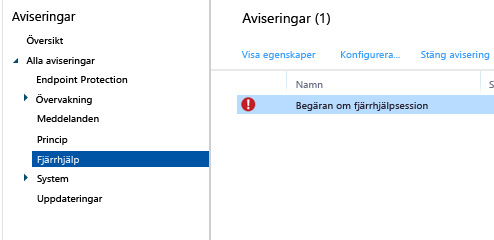 Aviseringar
Översikt
Alla aviseringar
Endpoint Protection
Övervakning
Meddelanden
Princip
Fjärrhjälp
System
Uppdateringar
Aviseringar (1)
Visa egenskaper Konfigurera... Stäng avisering
Namn S
Begäran om fjärrhjälpsession